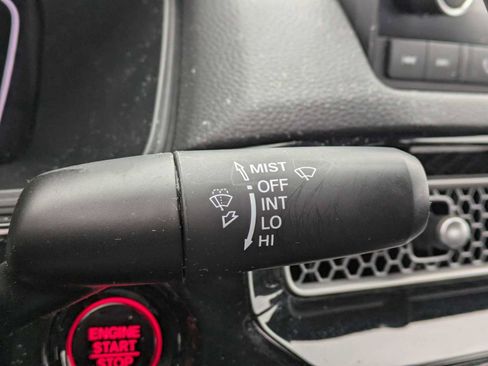 MIST
OFF
INT
LO
HI
ENGINE
START
STOP